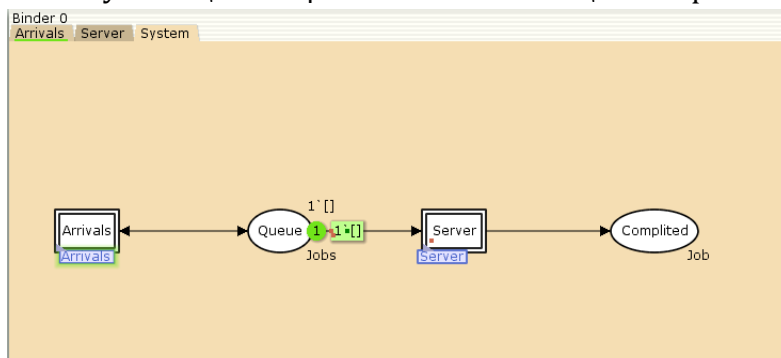 Binder 0
Arrivals Server System
1`[]
Arrivals Queue 1 1`[] Server Complited
Arrivals Jobs Server Job